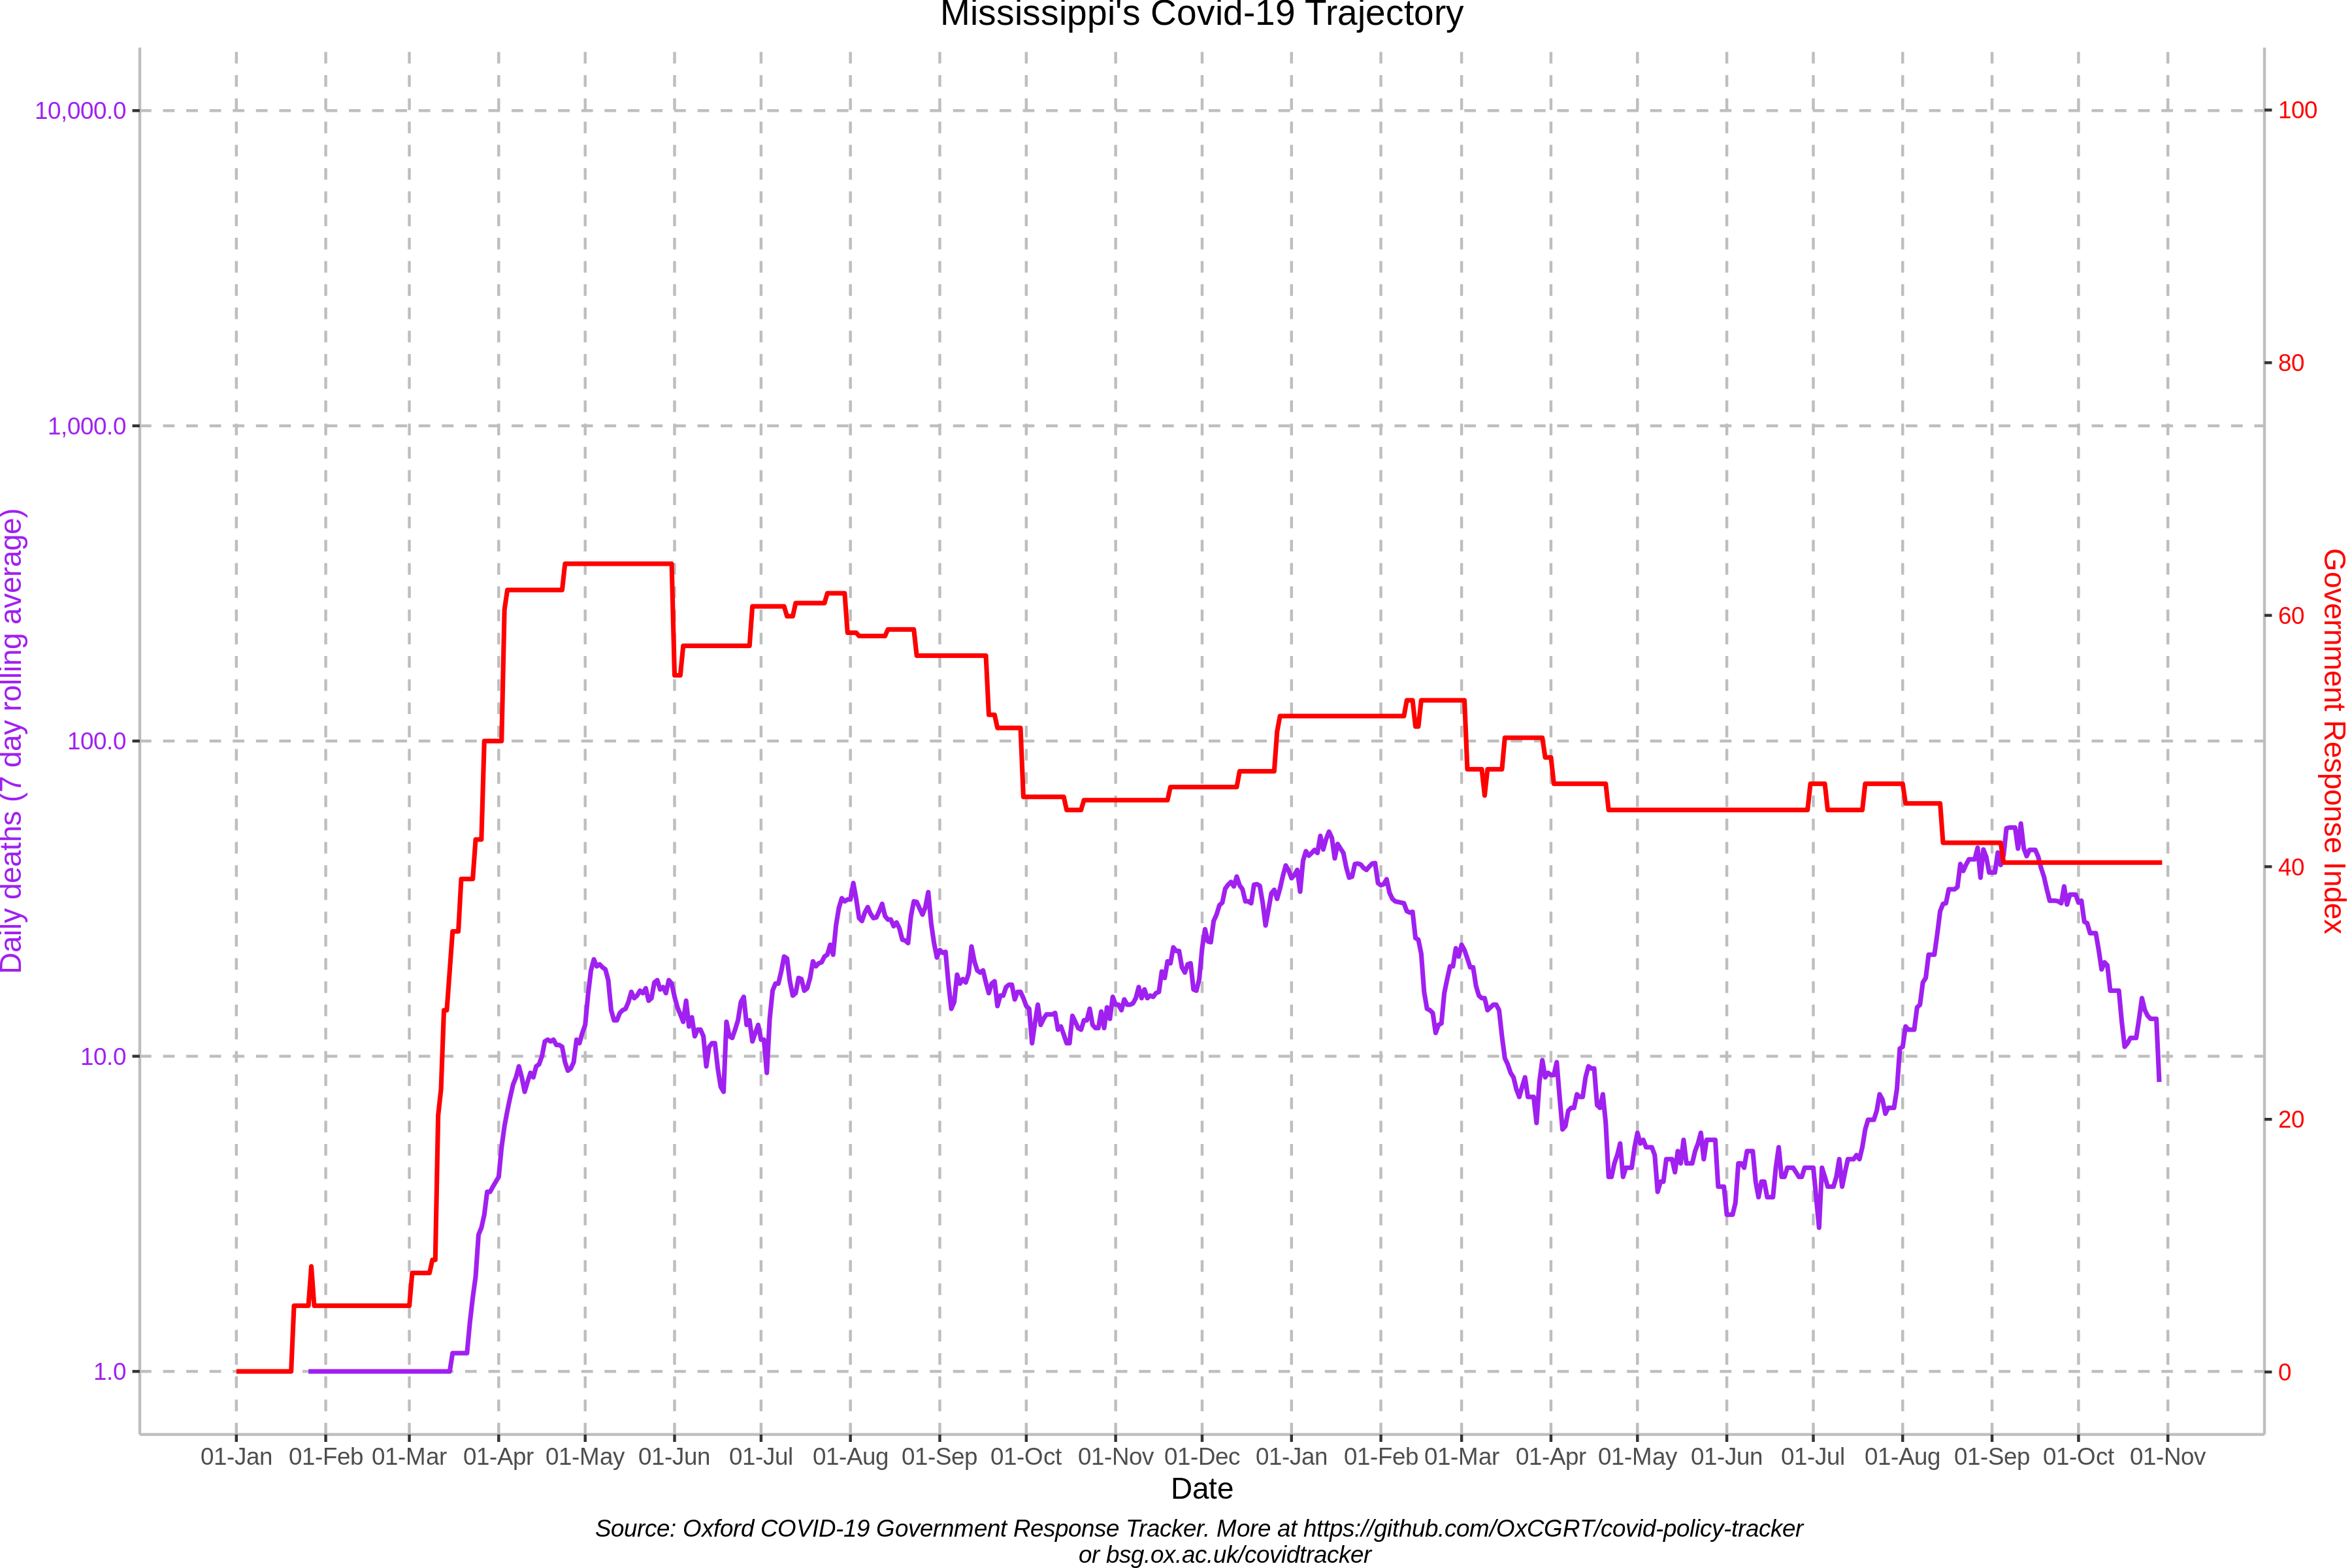 Mississippi's Covid-19 Trajectory
10,000.0
1,000.0
100.0
10.0
1.0
Daily deaths (7 day rolling average)
100
80
60
40
20
0
Government Response Index
01-Jan 01-Feb 01-Mar 01-Apr 01-May 01-Jun 01-Jul 01-Aug 01-Sep 01-Oct 01-Nov 01-Dec 01-Jan 01-Feb 01-Mar 01-Apr 01-May 01-Jun 01-Jul 01-Aug 01-Sep 01-Oct 01-Nov
Date
Source: Oxford COVID-19 Government Response Tracker. More at https://github.com/OxCGRT/covid-policy-tracker
or bsg.ox.ac.uk/covidtracker